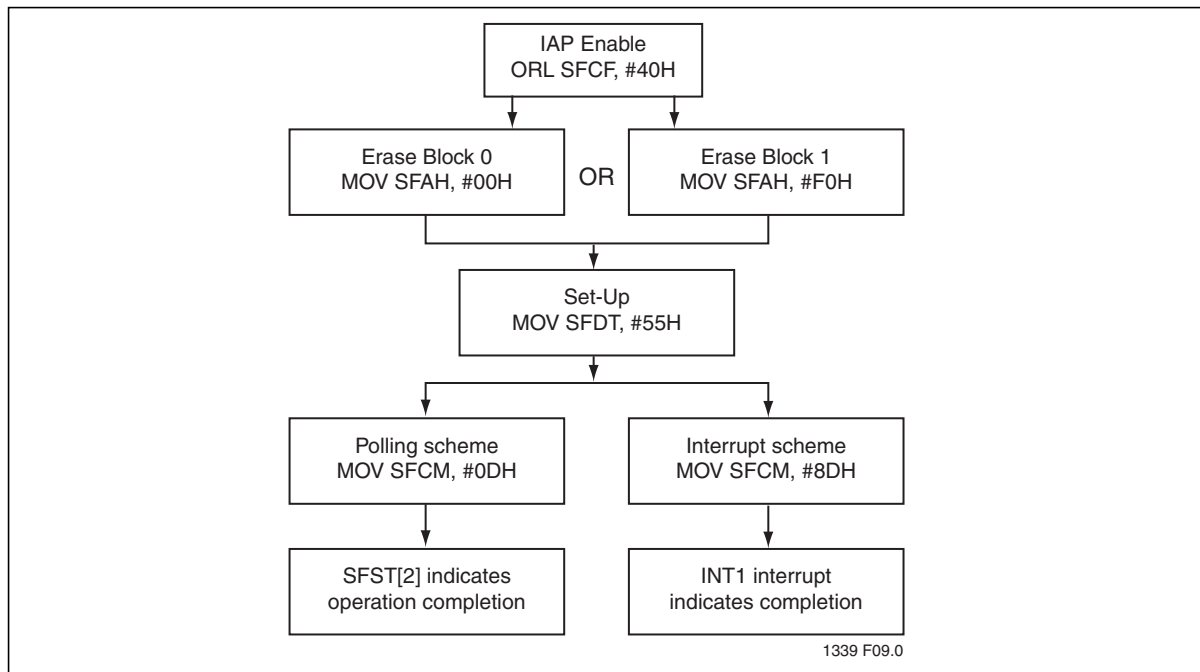 IAP Enable
ORL SFCF, #40H
Erase Block 0
MOV SFAH, #00H
OR
Erase Block 1
MOV SFAH, #F0H
Set-Up
MOV SFDT, #55H
Polling scheme
MOV SFCM, #0DH
Interrupt scheme
MOV SFCM, #8DH
SFST[2] indicates
operation completion
INT1 interrupt
indicates completion
1339 F09.0